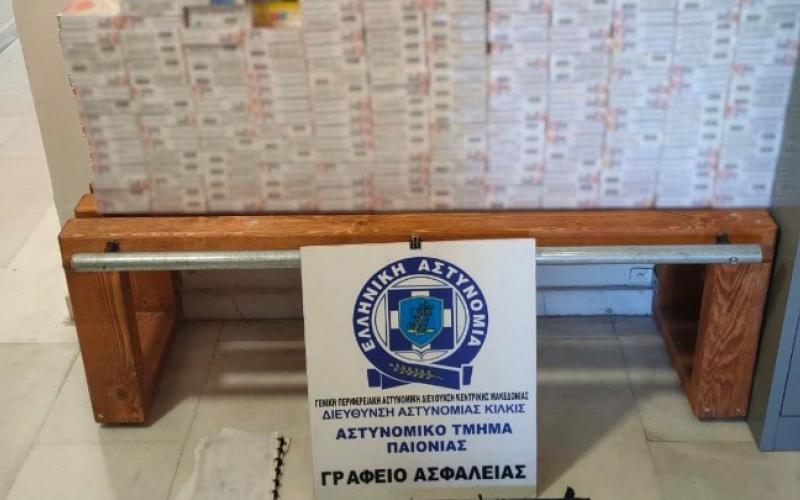 ΕΛΛΗΝΙΚΗ ΑΣΤΥΝΟΜΙΑ
ΓΕΝΙΚΗ ΠΕΡΙΦΕΡΕΙΑΚΗ ΑΣΤΥΝΟΜΙΚΗ ΔΙΕΥΘΥΝΣΗ ΚΕΝΤΡΙΚΗΣ ΜΑΚΕΔΟΝΙΑΣ
ΔΙΕΥΘΥΝΣΗ ΑΣΤΥΝΟΜΙΑΣ ΚΙΛΚΙΣ
ΑΣΤΥΝΟΜΙΚΟ ΤΜΗΜΑ
ΠΑΙΟΝΙΑΣ
ΓΡΑΦΕΙΟ ΑΣΦΑΛΕΙΑΣ